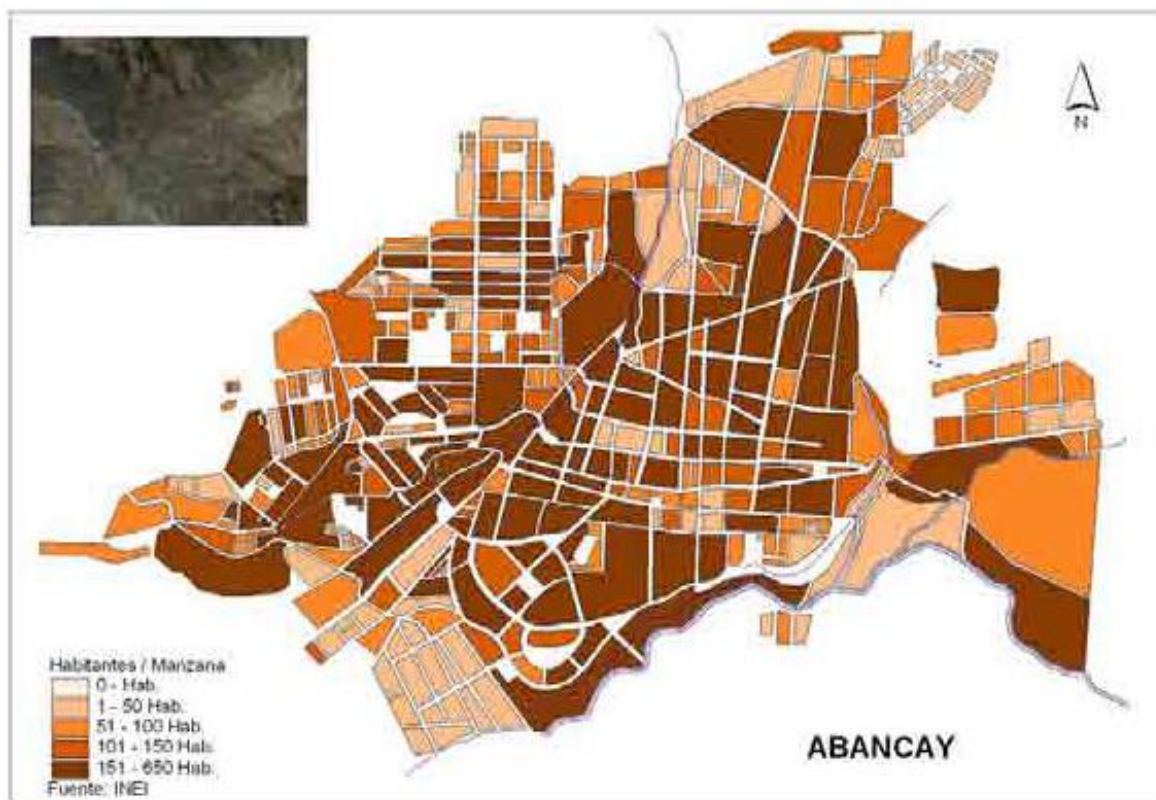 N
Habitantes / Manzana
0 - Hab.
1 - 50 Hab.
51 - 100 Hab.
101 - 150 Hab.
151 - 650 Hab.
Fuente: INEI
ABANCAY